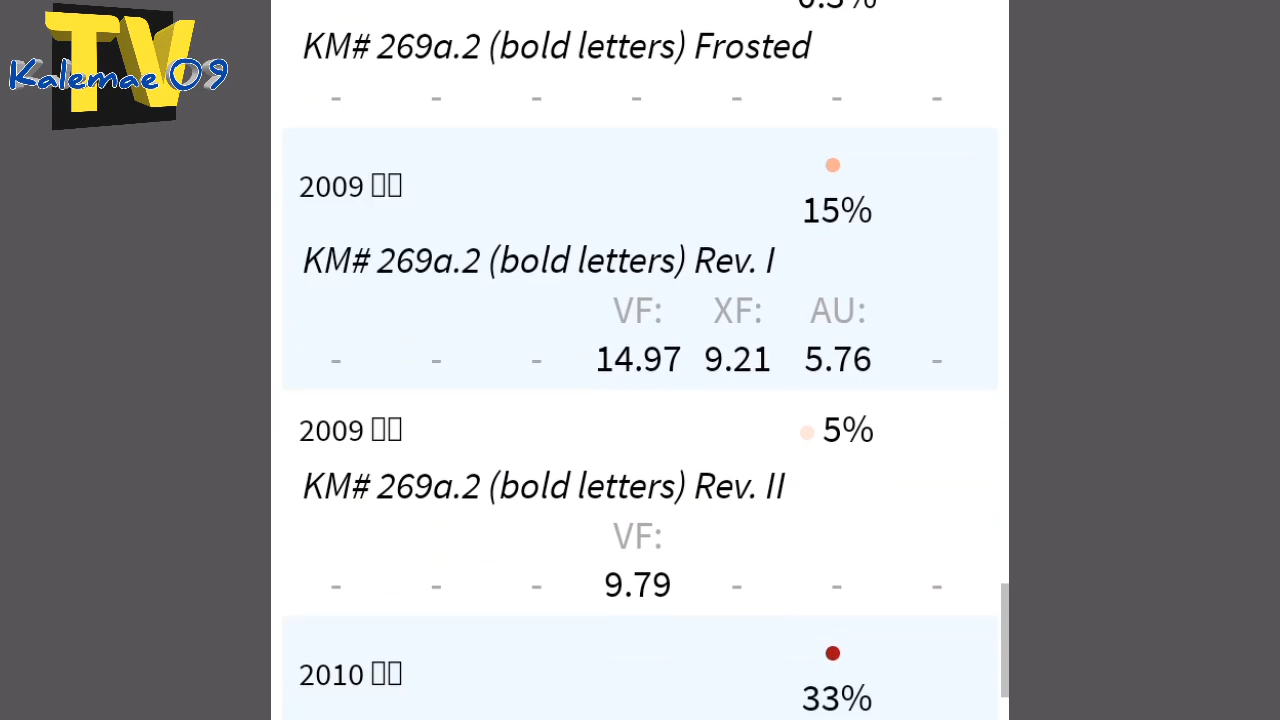 TV
Kalemae 09
KM# 269a.2 (bold letters) Frosted
- - - - - - -
2009
15%
KM# 269a.2 (bold letters) Rev. I
VF: XF: AU:
- - - 14.97 9.21 5.76 -
2009 5%
KM# 269a.2 (bold letters) Rev. II
VF:
- - - 9.79 - - -
2010
33%